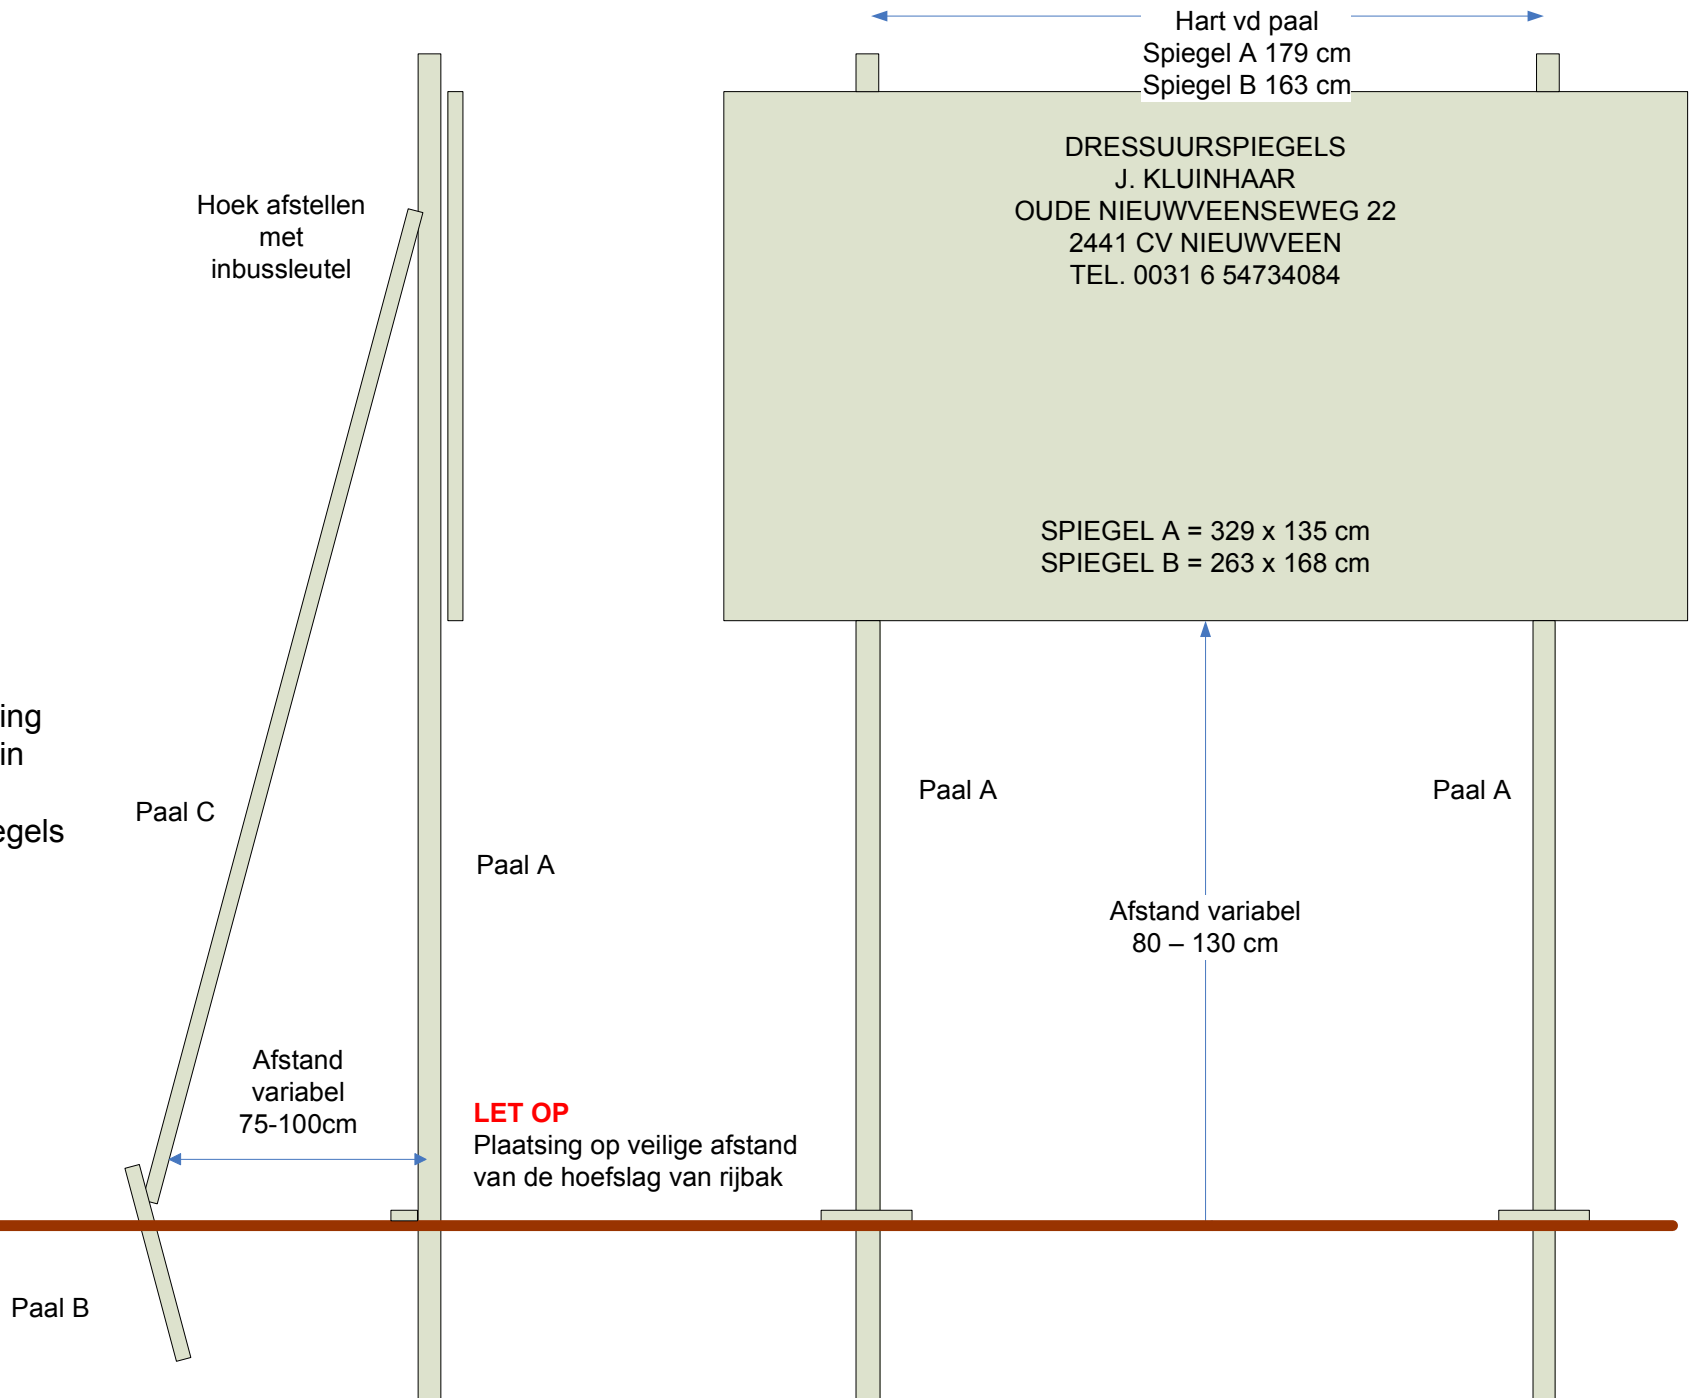 Hart vd paal
Spiegel A 179 cm
Spiegel B 163 cm
DRESSUURSPIEGELS
J. KLUINHAAR
OUDE NIEUWVEENSEWEG 22
2441 CV NIEUWVEEN
TEL. 0031 6 54734084
Hoek afstellen
met
inbussleutel
SPIEGEL A = 329 x 135 cm
SPIEGEL B = 263 x 168 cm
ing
in
egels
Paal C
Paal A
Paal A
Paal A
Afstand variabel
80 – 130 cm
Afstand
variabel
75-100cm
LET OP
Plaatsing op veilige afstand
van de hoefslag van rijbak
Paal B